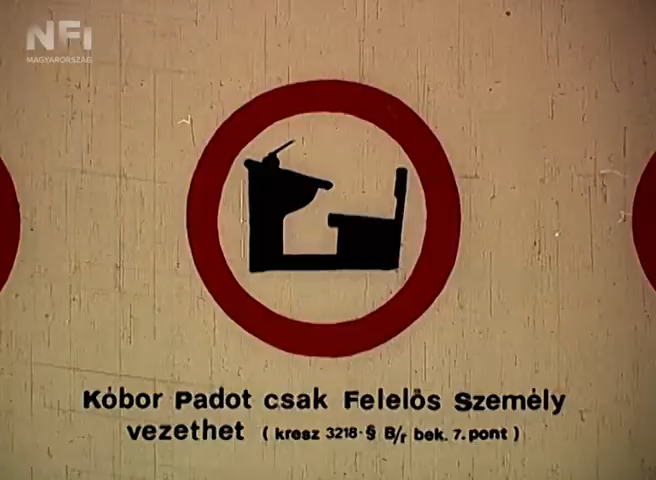 NFI
MAGYARORSZÁG
Kóbor Padot csak Felelős Személy
vezethet ( kresz 3218.§ B/r bek. 7. pont )